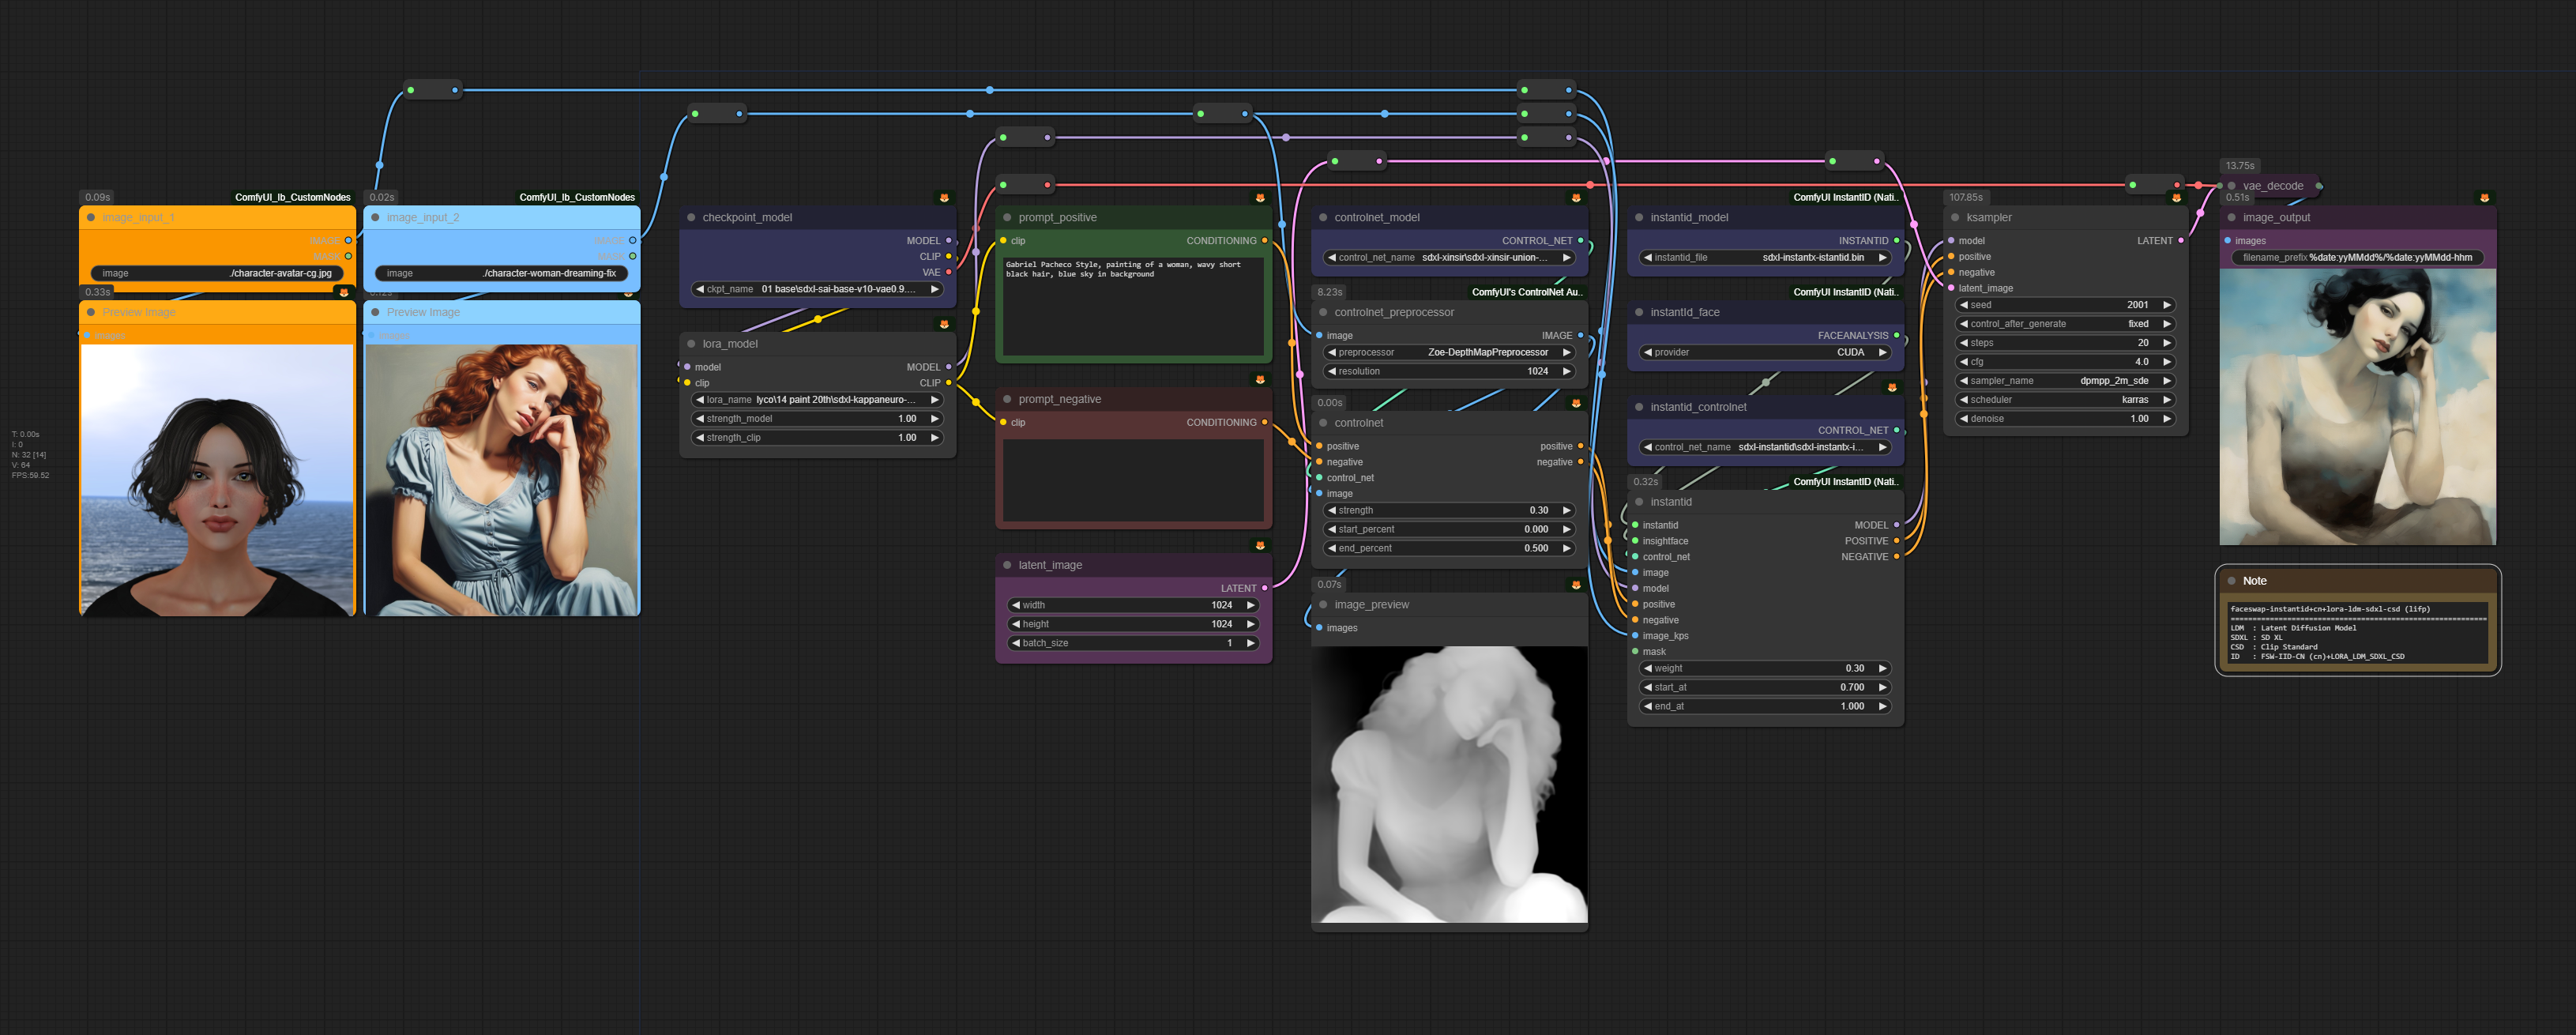 T: 0.00s
I: 0
N: 32 [14]
V: 64
FPS:59.52
0.09s
ComfyUI_lb_CustomNodes
image_input_1
IMAGE
MASK
image ./character-avatar-cg.jpg
0.33s
Preview Image
images
0.02s
ComfyUI_lb_CustomNodes
image_input_2
image ./character-woman-dreaming-fix
Preview Image
checkpoint_model
MODEL
CLIP
VAE
ckpt_name 01 base\sdxl-sai-base-v10-vae0.9....
lora_model
model MODEL
clip CLIP
lora_name lyco\14 paint 20th\sdxl-kappaneuro-...
strength_model 1.00
strength_clip 1.00
prompt_positive
clip CONDITIONING
Gabriel Pacheco Style, painting of a woman, wavy short
black hair, blue sky in background
prompt_negative
clip CONDITIONING
latent_image
LATENT
width 1024
height 1024
batch_size 1
controlnet_model
CONTROL_NET
control_net_name sdxl-xinsir\sdxl-xinsir-union-...
8.23s
ComfyUI's ControlNet Au..
controlnet_preprocessor
image IMAGE
preprocessor Zoe-DepthMapPreprocessor
resolution 1024
0.00s
controlnet
positive positive
negative negative
control_net
image
strength 0.30
start_percent 0.000
end_percent 0.500
0.07s
image_preview
images
ComfyUI InstantID (Nati..
instantid_model
INSTANTID
instantid_file sdxl-instantx-istantid.bin
ComfyUI InstantID (Nati..
instantId_face
FACEANALYSIS
provider CUDA
instantid_controlnet
CONTROL_NET
control_net_name sdxl-instantid\sdxl-instantx-i...
0.32s
ComfyUI InstantID (Nati..
instantid
instantid MODEL
insightface POSITIVE
control_net NEGATIVE
image
model
positive
negative
image_kps
mask
weight 0.30
start_at 0.700
end_at 1.000
107.85s
ksampler
model LATENT
positive
negative
latent_image
seed 2001
control_after_generate fixed
steps 20
cfg 4.0
sampler_name dpmpp_2m_sde
scheduler karras
denoise 1.00
13.75s
vae_decode
0.51s
image_output
images
filename_prefix %date:yyMMdd%/%date:yyMMdd-hhm
Note
faceswap-instantid+cn+lora-ldm-sdxl-csd (lifp)
LDM : Latent Diffusion Model
SDXL : SD XL
CSD : Clip Standard
ID : FSW-IID-CN (cn)+LORA_LDM_SDXL_CSD